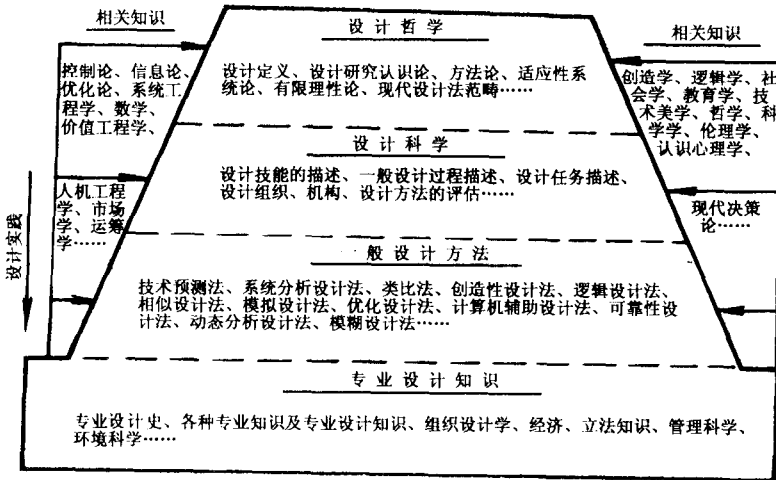 相关知识
设计哲学
相关知识
控制论、信息论、
优化论、系统工
程学、数学、
价值工程学、
设计定义、设计研究认识论、方法论、适应性系
统论、有限理性论、现代设计法范畴……
创造学、逻辑学、社
会学、教育学、技
术美学、哲学、科
学学、伦理学、
认识心理学、
设计科学
设计技能的描述、一般设计过程描述、设计任务描述、
设计组织、机构、设计方法的评估……
人机工程
学、市场
学、运筹
学……
现代决策
论……
设计实践
一般设计方法
技术预测法、系统分析设计法、类比法、创造性设计法、逻辑设计法、
相似设计法、模拟设计法、优化设计法、计算机辅助设计法、可靠性设
计法、动态分析设计法、模糊设计法……
专业设计知识
专业设计史、各种专业知识及专业设计知识、组织设计学、经济、立法知识、管理科学、
环境科学……